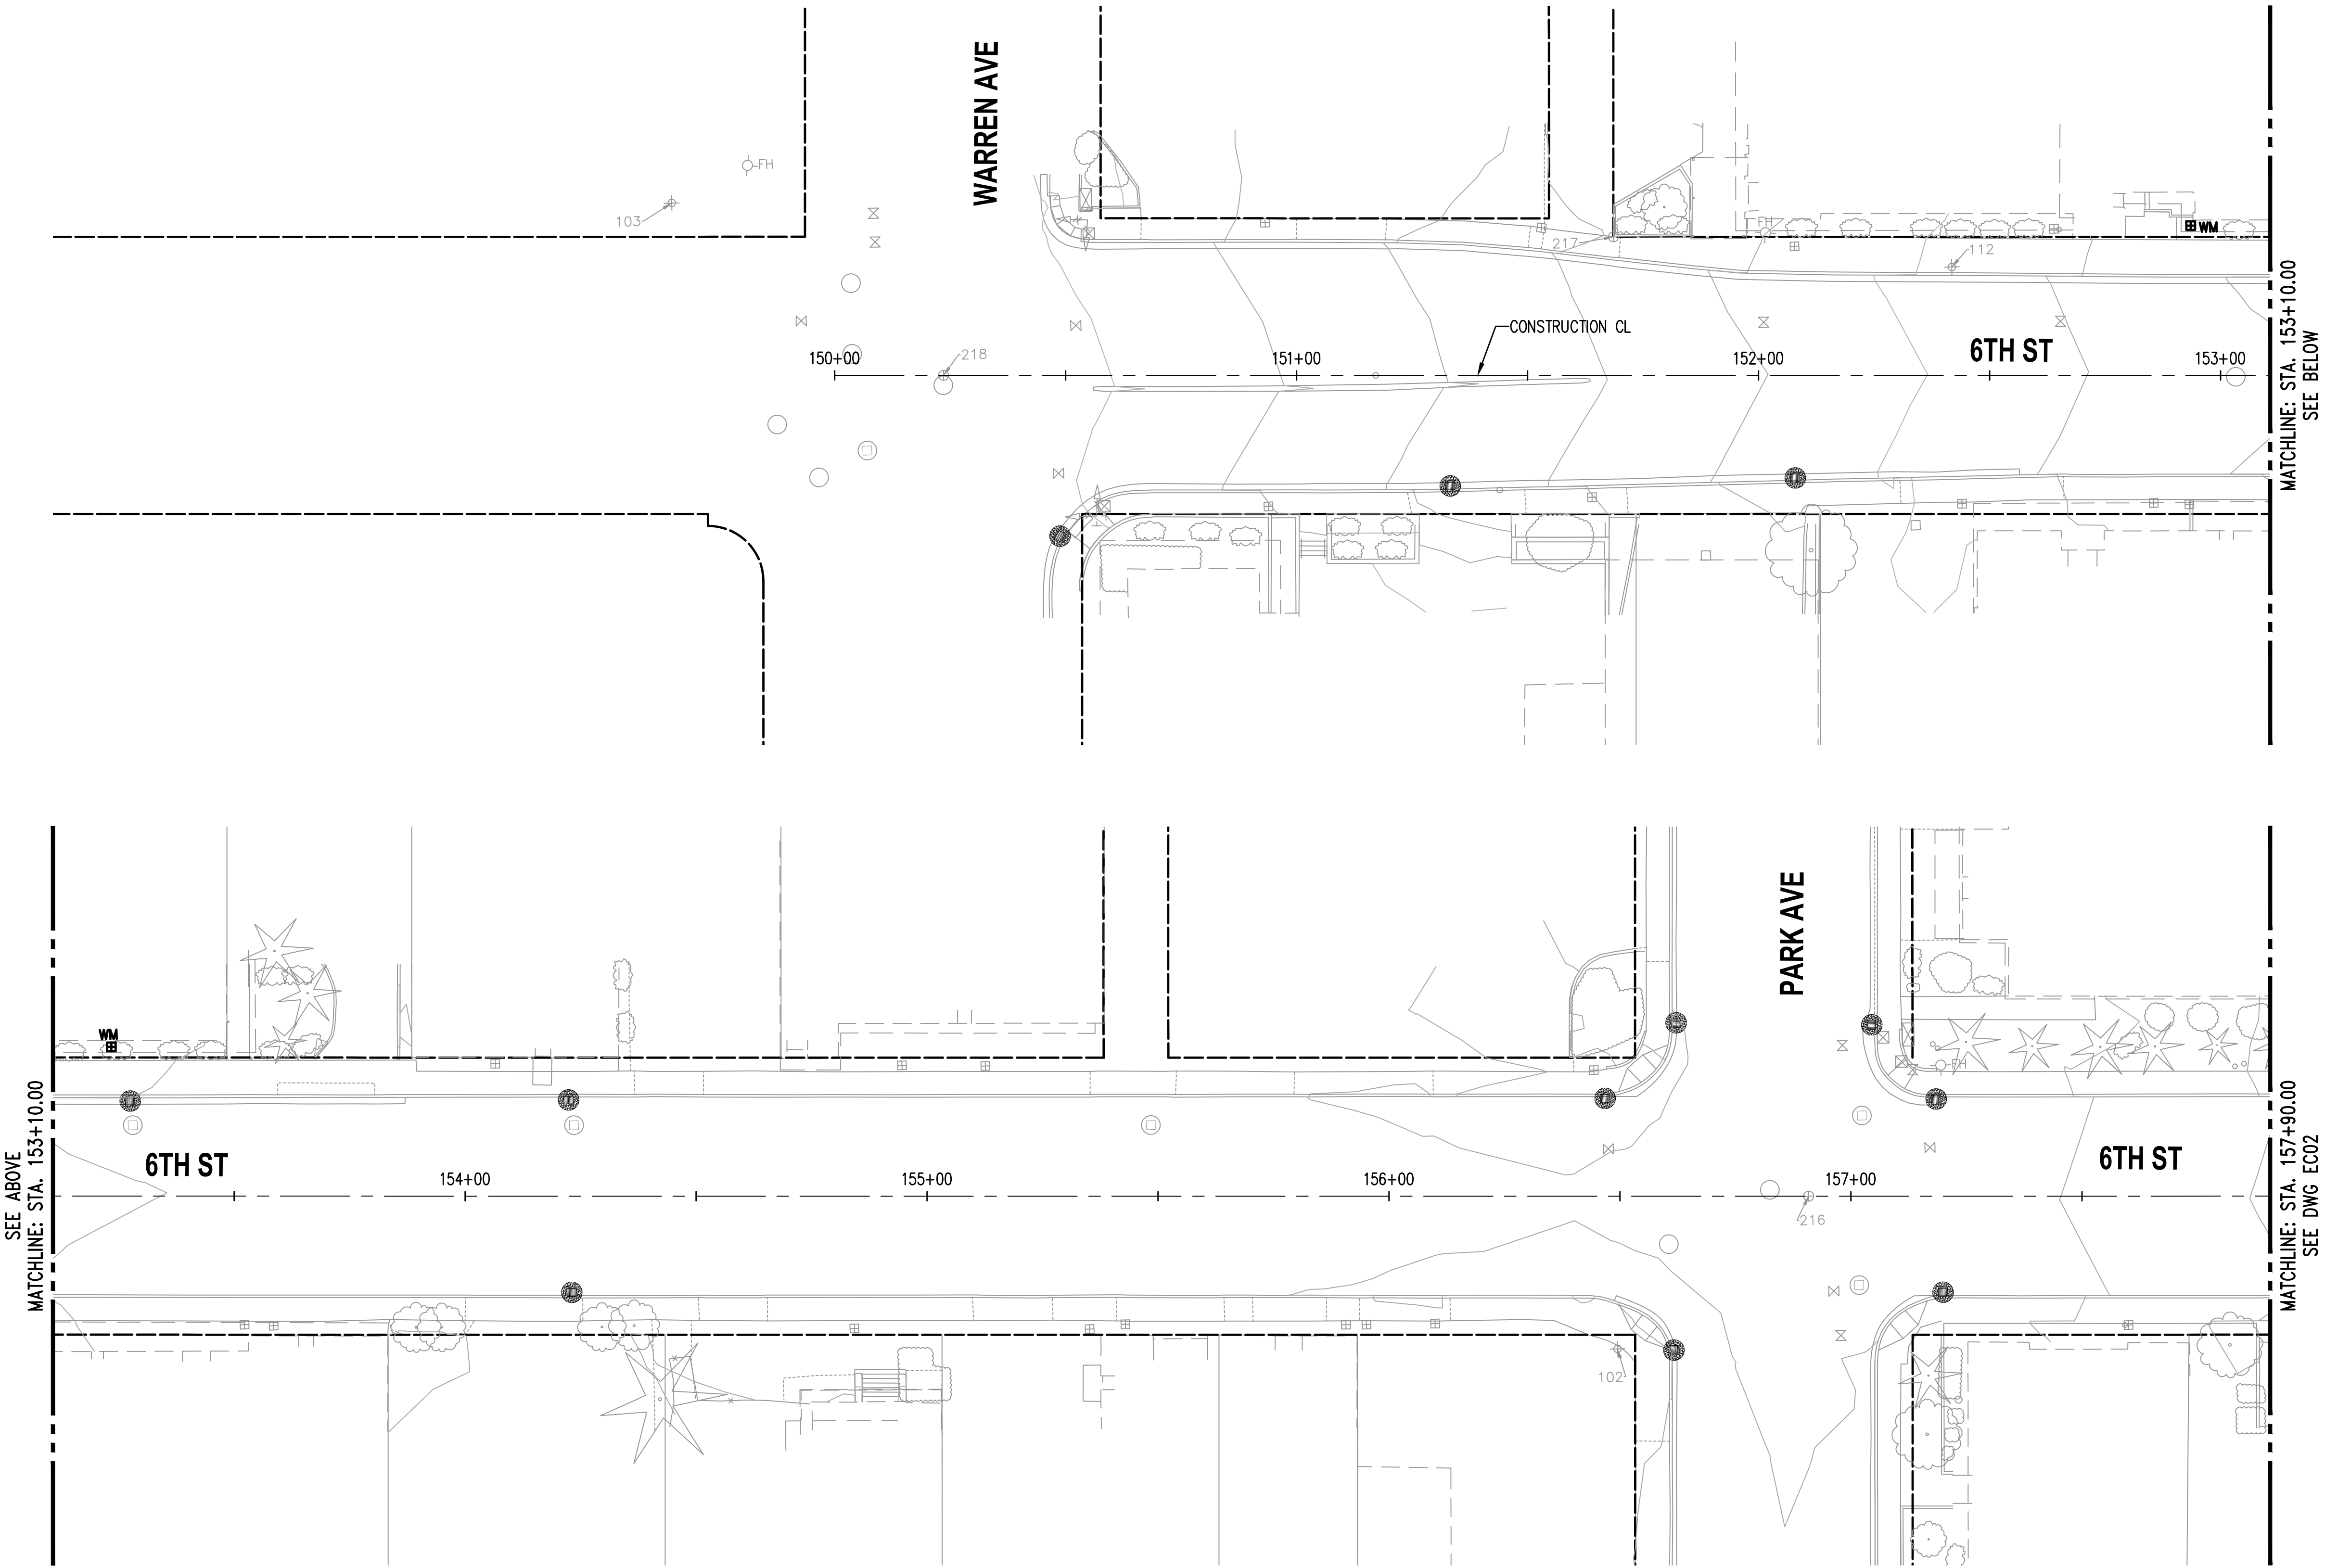 WARREN AVE
FH
103
217
FH
WM
112
CONSTRUCTION CL
150+00
218
151+00
152+00
6TH ST
153+00
MATCHLINE: STA. 153+10.00
SEE BELOW
PARK AVE
WM
FH
SEE ABOVE
MATCHLINE: STA. 153+10.00
6TH ST
6TH ST
154+00
155+00
156+00
157+00
216
102
MATCHLINE: STA. 157+90.00
SEE DWG EC02